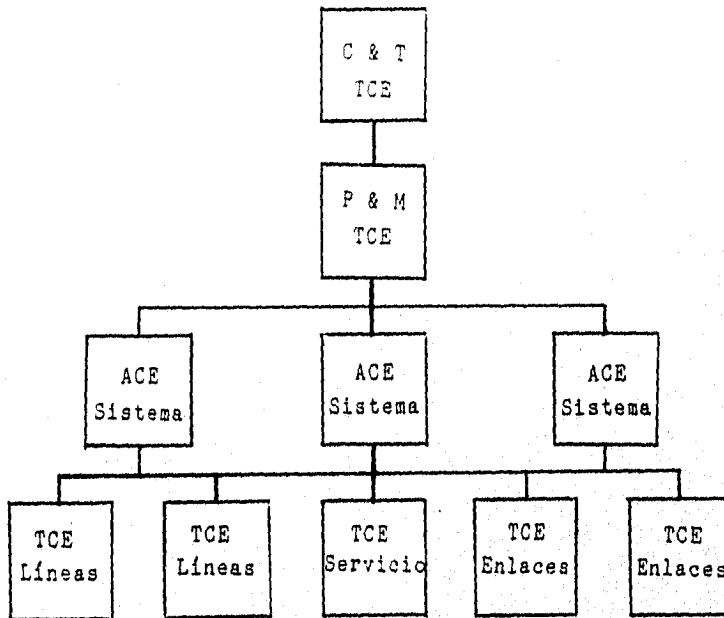 C & T
TCE
P & M
TCE
ACE
Sistema
ACE
Sistema
ACE
Sistema
TCE
Líneas
TCE
Líneas
TCE
Servicio
TCE
Enlaces
TCE
Enlaces